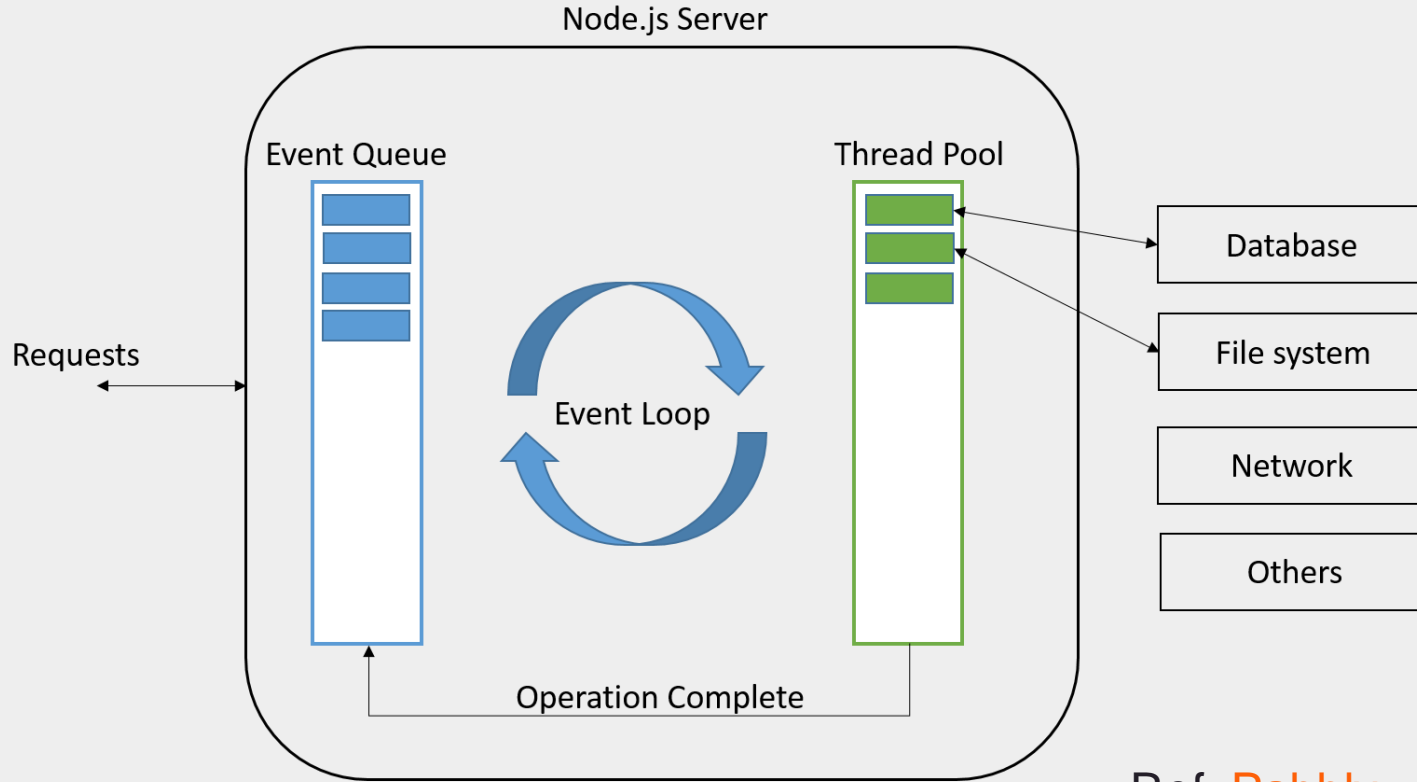 Node.js Server
Event Queue
Thread Pool
Database
File system
Requests
Event Loop
Network
Others
Operation Complete